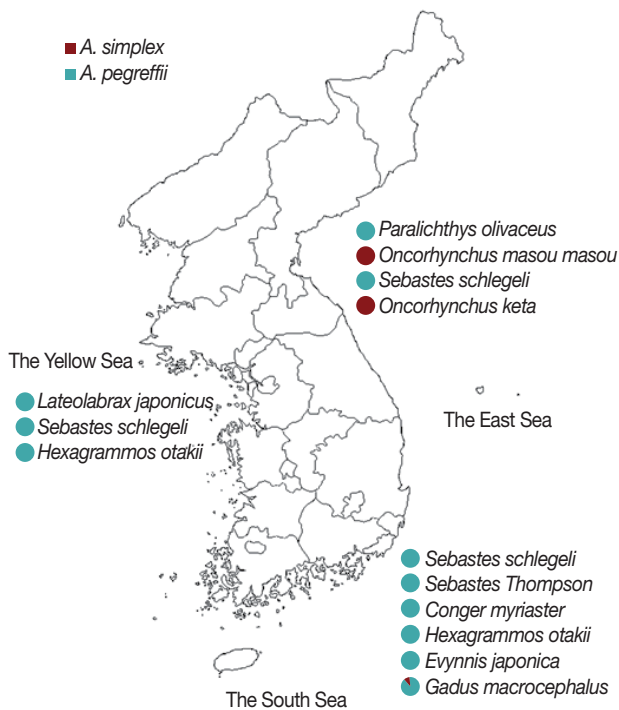 A. simplex
A. pegreffii
Paralichthys olivaceus
Oncorhynchus masou masou
Sebastes schlegeli
Oncorhynchus keta
The Yellow Sea
Lateolabrax japonicus
Sebastes schlegeli
Hexagrammos otakii
The East Sea
Sebastes schlegeli
Sebastes Thompson
Conger myriaster
Hexagrammos otakii
Evynnis japonica
Gadus macrocephalus
The South Sea